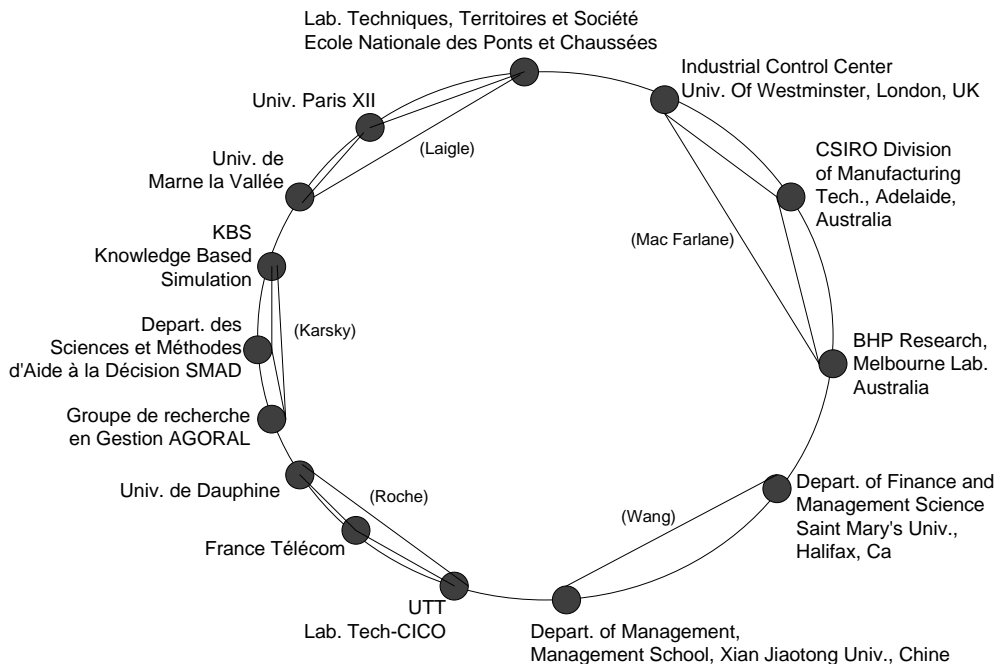 Lab. Techniques, Territoires et Société
Ecole Nationale des Ponts et Chaussées
Industrial Control Center
Univ. Of Westminster, London, UK
Univ. Paris XII
(Laigle)
Univ. de
Marne la Vallée
CSIRO Division
of Manufacturing
Tech., Adelaide,
Australia
KBS
Knowledge Based
Simulation
(Mac Farlane)
(Karsky)
Depart. des
Sciences et Méthodes
d'Aide à la Décision SMAD
BHP Research,
Melbourne Lab.
Australia
Groupe de recherche
en Gestion AGORAL
Univ. de Dauphine
(Roche)
Depart. of Finance and
Management Science
Saint Mary's Univ.,
Halifax, Ca
(Wang)
France Télécom
UTT
Lab. Tech-CICO
Depart. of Management,
Management School, Xian Jiaotong Univ., Chine